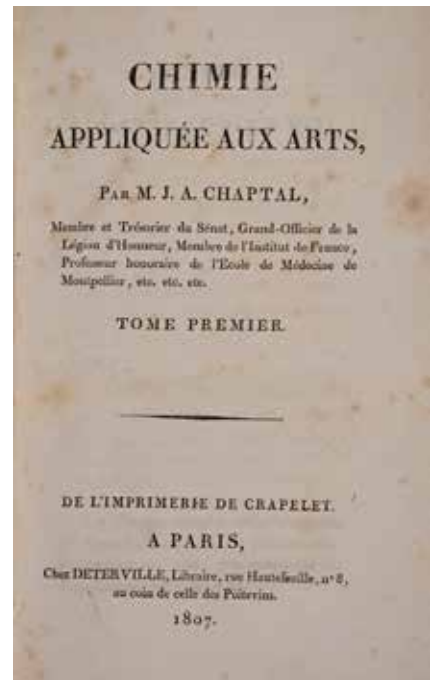 CHIMIE
APPLIQUÉE AUX ARTS,
PAR M. J. A. CHAPTAL,
Membre et Trésorier du Sénat, Grand-Officier de la
Légion d'Honneur, Membre de l'Institut de France,
Professeur honoraire de l'École de Médecine de
Montpellier, etc. etc. etc.
TOME PREMIER.
DE L'IMPRIMERIE DE CRAPELET.
A PARIS,
Chez DETERVILLE, Libraire, rue Hautefeuille, n° 8,
au coin de celle des Poitevins.
1807.